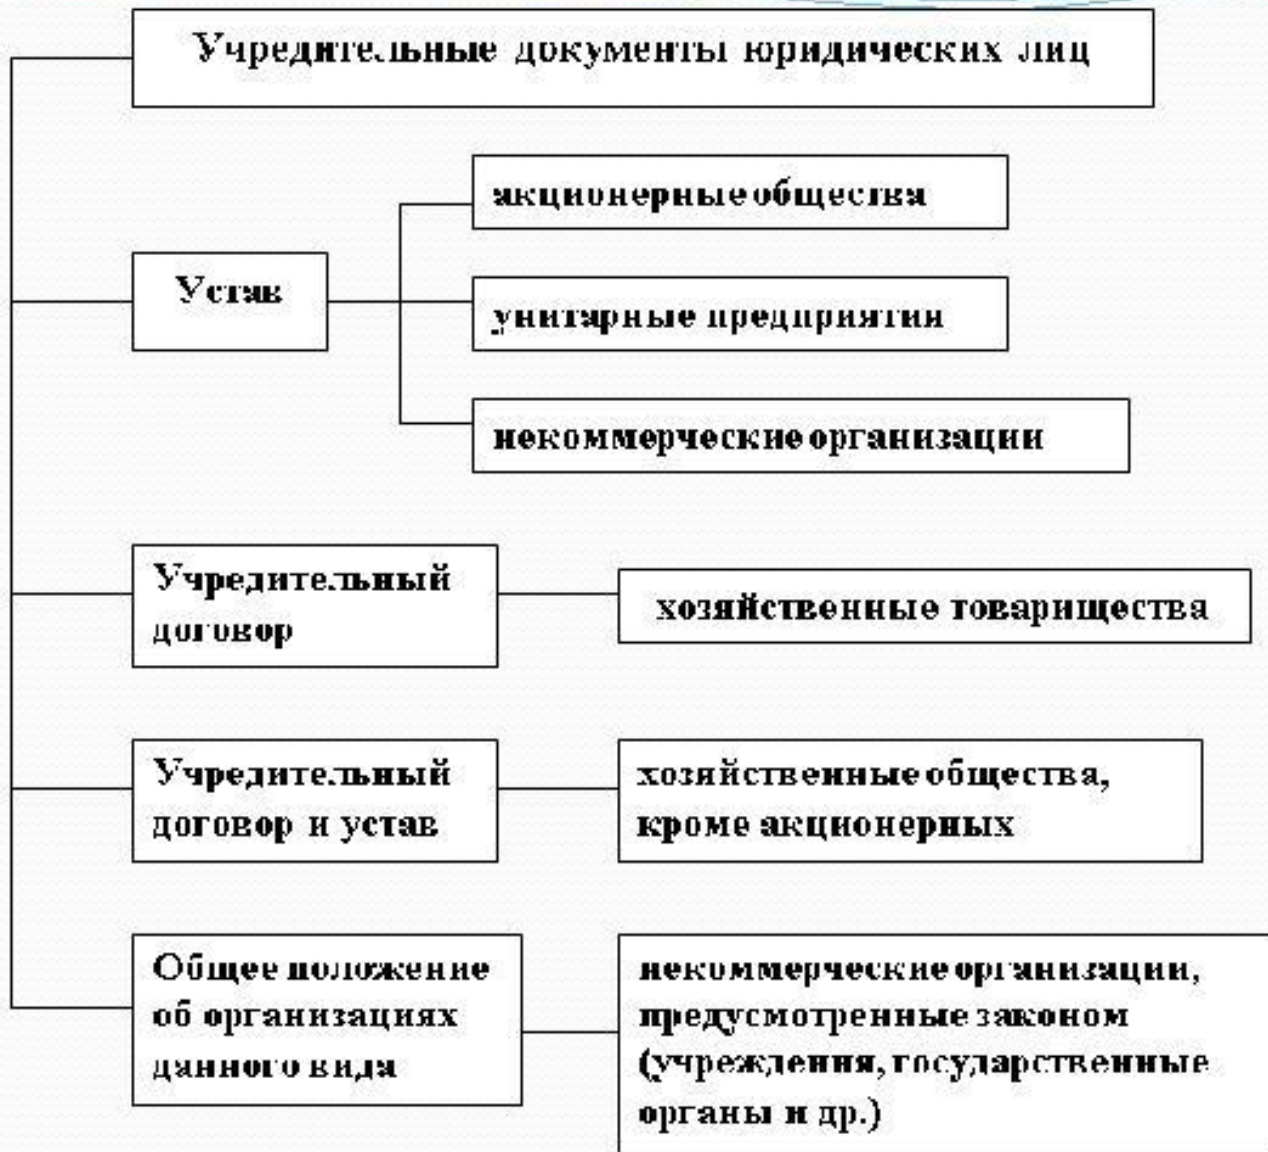 Учредительные документы юридических лиц
акционерные общества
Устав
унитарные предприятия
некоммерческие организации
Учредительный
договор
хозяйственные товарищества
Учредительный
договор и устав
хозяйственные общества,
кроме акционерных
Общее положение
об организациях
данного вида
некоммерческие организации,
предусмотренные законом
(учреждения, государственные
органы и др.)